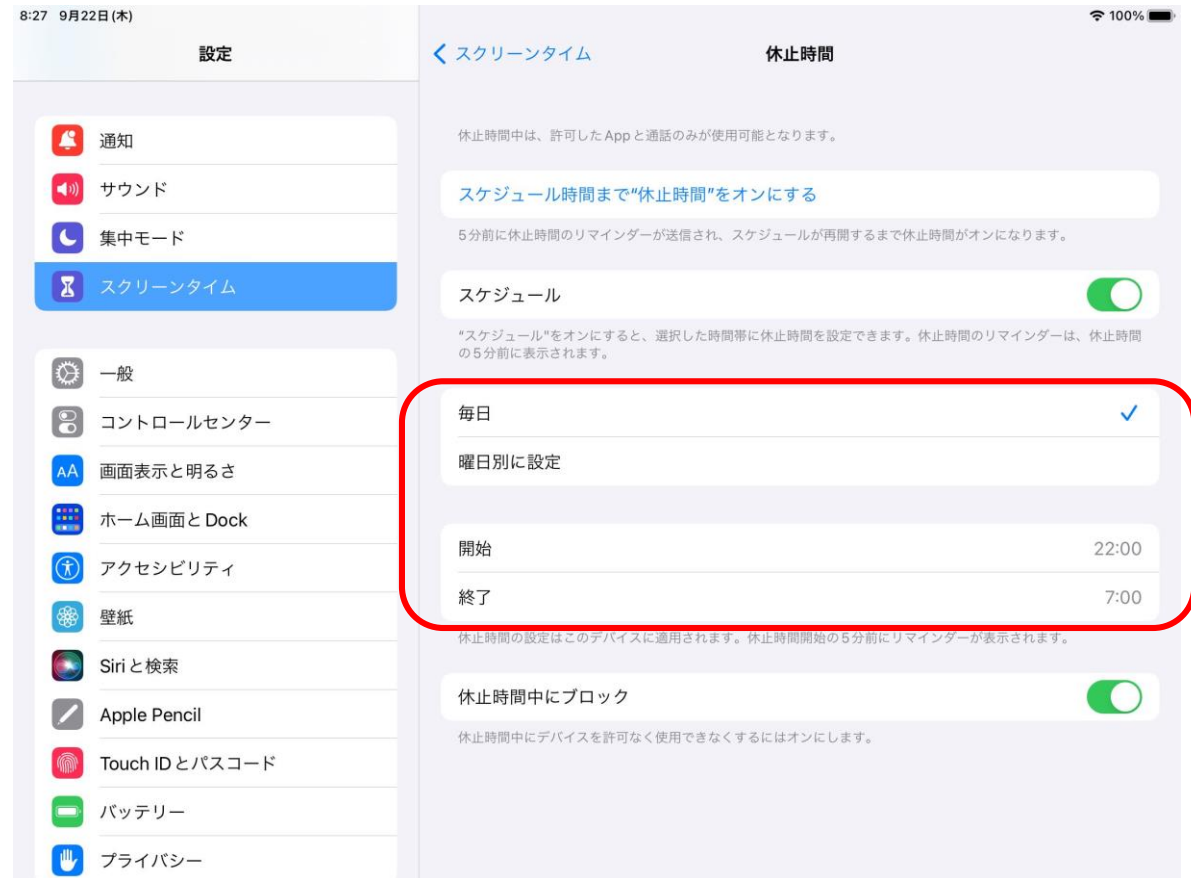 8:27 9月22日(木)
100%
設定
通知
サウンド
集中モード
スクリーンタイム
一般
コントロールセンター
AA 画面表示と明るさ
ホーム画面とDock
アクセシビリティ
壁紙
Siriと検索
Apple Pencil
Touch IDとパスコード
バッテリー
プライバシー
スクリーンタイム
休止時間
休止時間中は、許可したAppと通話のみが使用可能となります。
スケジュール時間まで“休止時間”をオンにする
5分前に休止時間のリマインダーが送信され、スケジュールが再開するまで休止時間がオンになります。
スケジュール
“スケジュール”をオンにすると、選択した時間帯に休止時間を設定できます。休止時間のリマインダーは、休止時間
の5分前に表示されます。
毎日
曜日別に設定
開始 22:00
終了 7:00
休止時間の設定はこのデバイスに適用されます。休止時間開始の5分前にリマインダーが表示されます。
休止時間中にブロック
休止時間中にデバイスを許可なく使用できなくするにはオンにします。